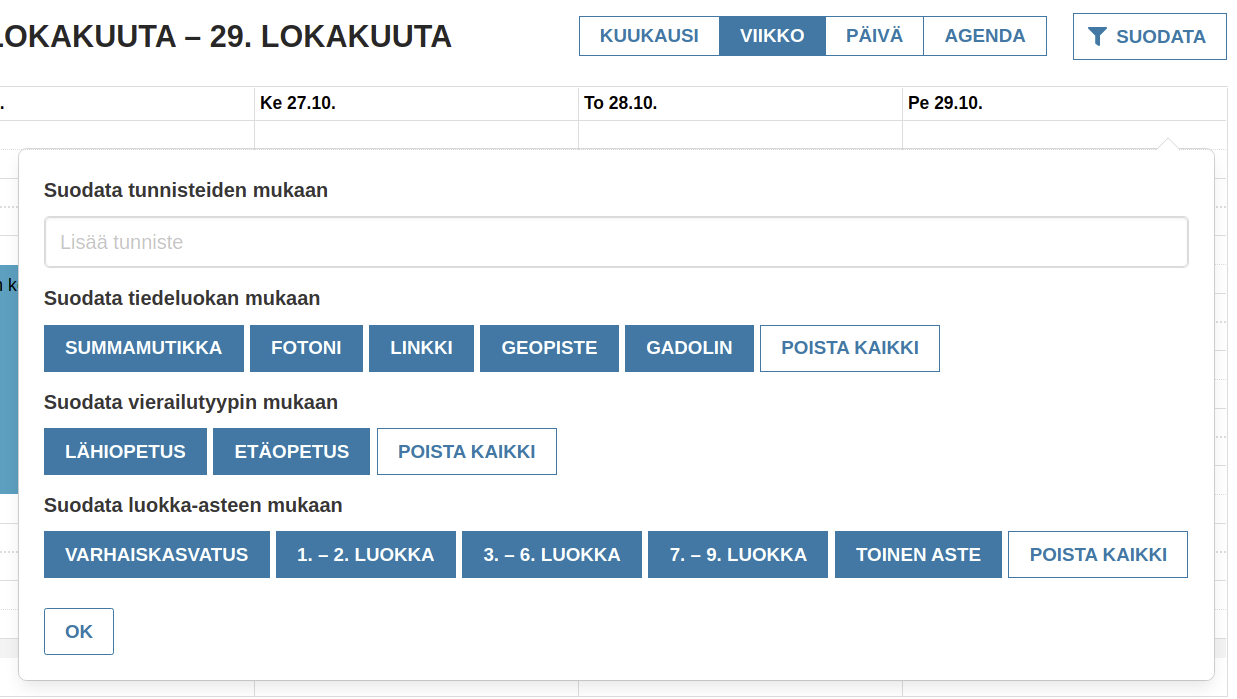 LOKAKUUTA – 29. LOKAKUUTA
KUUKAUSI VIIKKO PÄIVÄ AGENDA SUODATA
Ke 27.10. To 28.10. Pe 29.10.
Suodata tunnisteiden mukaan
Lisää tunniste
Suodata tiedeluokan mukaan
SUMMAMUTIKKA FOTONI LINKKI GEOPISTE GADOLIN POISTA KAIKKI
Suodata vierailutyypin mukaan
LÄHIOPETUS ETÄOPETUS POISTA KAIKKI
Suodata luokka-asteen mukaan
VARHAISKASVATUS 1. – 2. LUOKKA 3. – 6. LUOKKA 7. – 9. LUOKKA TOINEN ASTE POISTA KAIKKI
OK